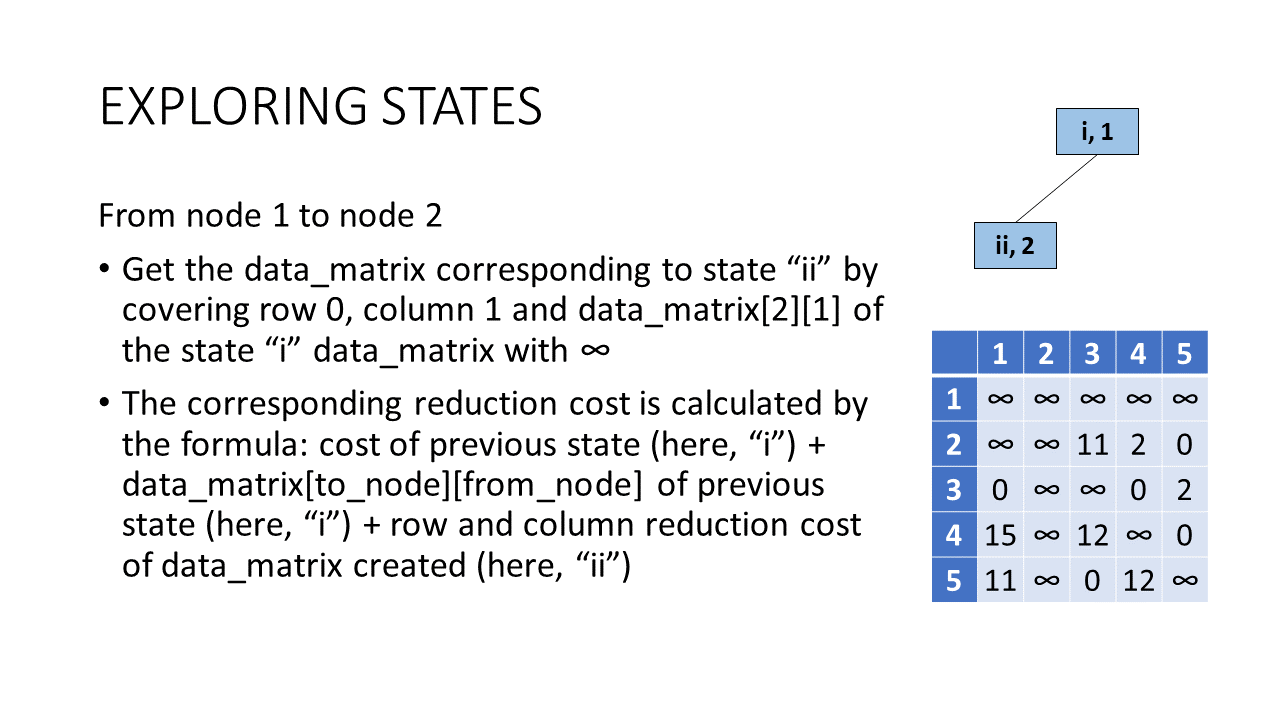 EXPLORING STATES
i, 1
ii, 2
From node 1 to node 2
• Get the data_matrix corresponding to state “ii” by
covering row 0, column 1 and data_matrix[2][1] of
the state “i” data_matrix with ∞
• The corresponding reduction cost is calculated by
the formula: cost of previous state (here, “i”) +
data_matrix[to_node][from_node] of previous
state (here, “i”) + row and column reduction cost
of data_matrix created (here, “ii”)
1 2 3 4 5
1 ∞ ∞ ∞ ∞ ∞
2 ∞ ∞ 11 2 0
3 0 ∞ ∞ 0 2
4 15 ∞ 12 ∞ 0
5 11 ∞ 0 12 ∞